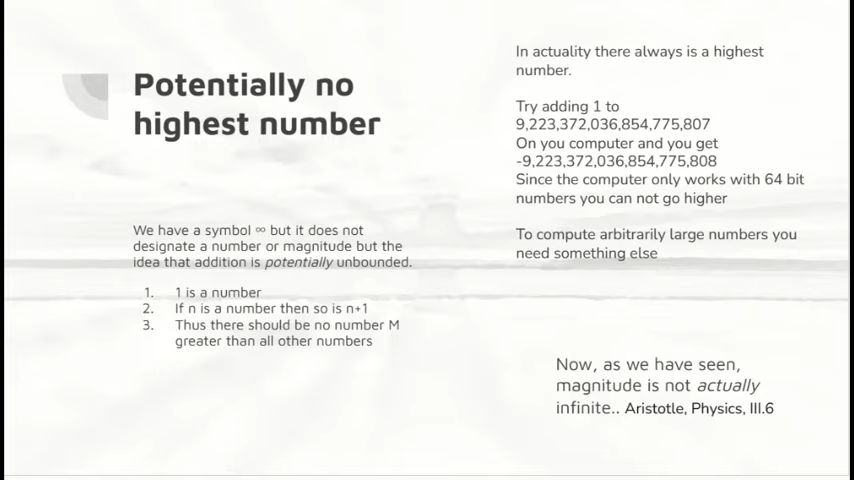 Potentially no
highest number
We have a symbol ∞ but it does not
designate a number or magnitude but the
idea that addition is potentially unbounded.
1. 1 is a number
2. If n is a number then so is n+1
3. Thus there should be no number M
greater than all other numbers
In actuality there always is a highest
number.
Try adding 1 to
9,223,372,036,854,775,807
On you computer and you get
-9,223,372,036,854,775,808
Since the computer only works with 64 bit
numbers you can not go higher
To compute arbitrarily large numbers you
need something else
Now, as we have seen,
magnitude is not actually
infinite.. Aristotle, Physics, III.6